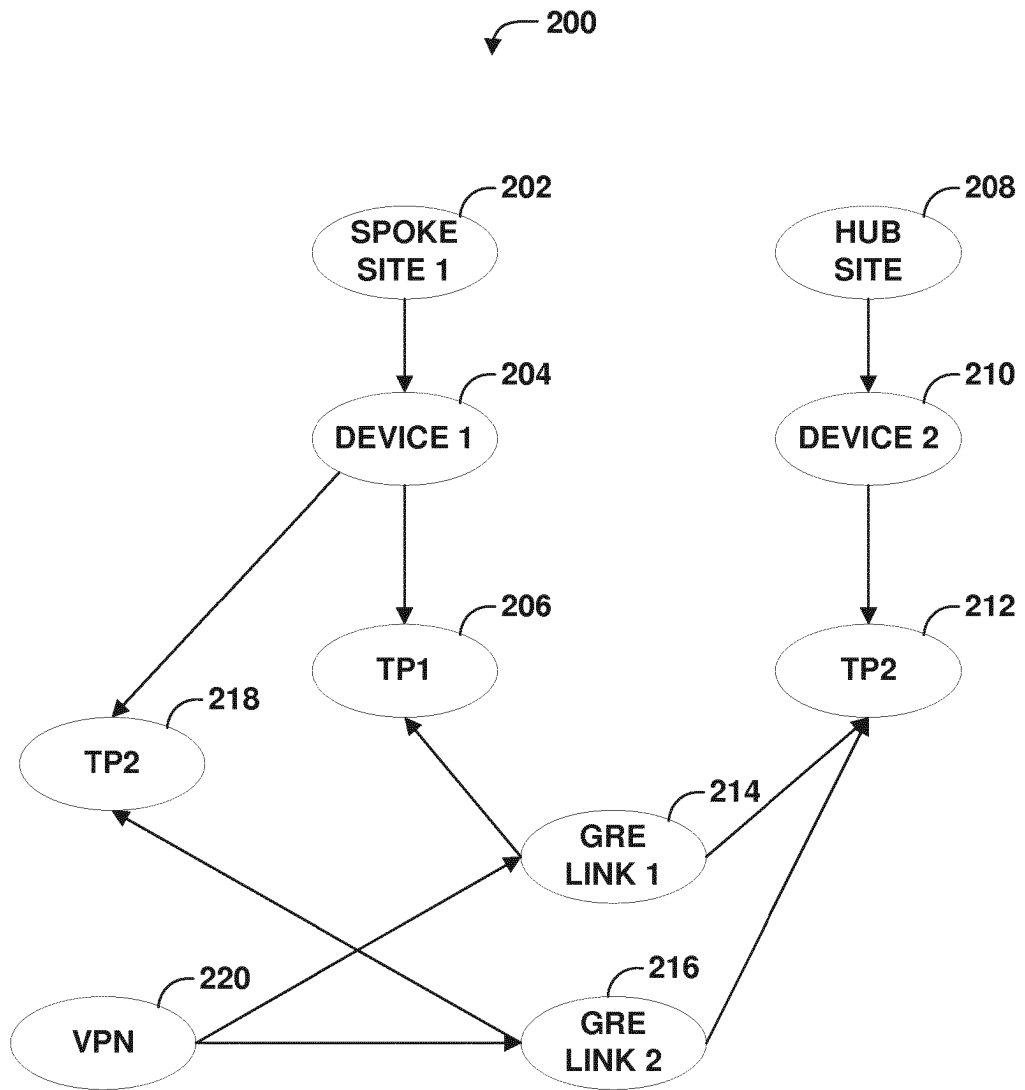 200
202
SPOKE
SITE 1
208
HUB
SITE
204
DEVICE 1
210
DEVICE 2
206
TP1
212
TP2
218
TP2
214
GRE
LINK 1
220
VPN
216
GRE
LINK 2